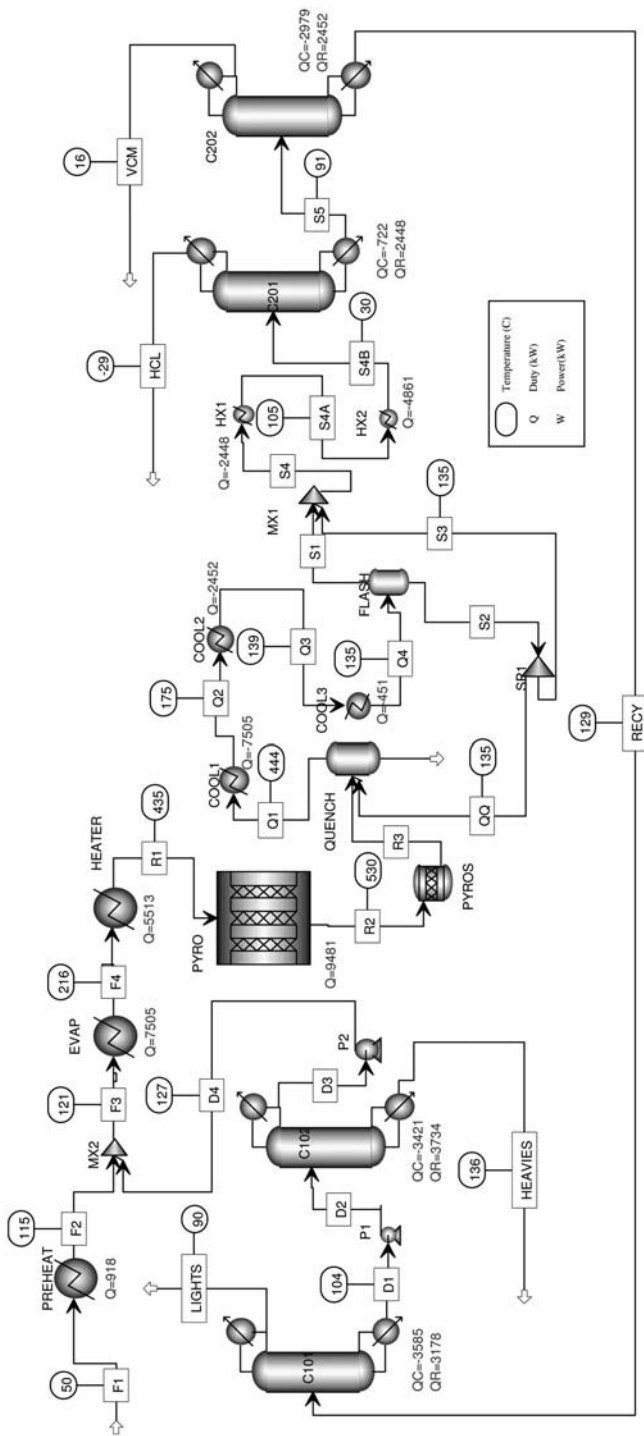 50
F1
PREHEAT
Q=918
115
F2
MX2
121
F3
EVAP
Q=7505
216
F4
HEATER
Q=5513
435
R1
PYRO
Q=9481
530
R2
PYROS
R3
QUENCH
444
Q1
COOL1
Q=-7505
175
Q2
COOL2
Q=-2452
139
Q3
COOL3
Q=-451
135
Q4
FLASH
S1
S2
SR1
135
QQ
135
S3
MX1
S4
HX1
Q=-2448
105
S4A
HX2
Q=-4861
30
S4B
C201
QC=-722
QR=2448
-29
HCL
91
S5
C202
QC=-2979
QR=2452
16
VCM
129
RECY
C101
QC=-3585
QR=3178
90
LIGHTS
104
D1
P1
D2
C102
QC=-3421
QR=3734
D3
P2
127
D4
136
HEAVIES
Temperature (C)
Q Duty (kW)
W Power(kW)